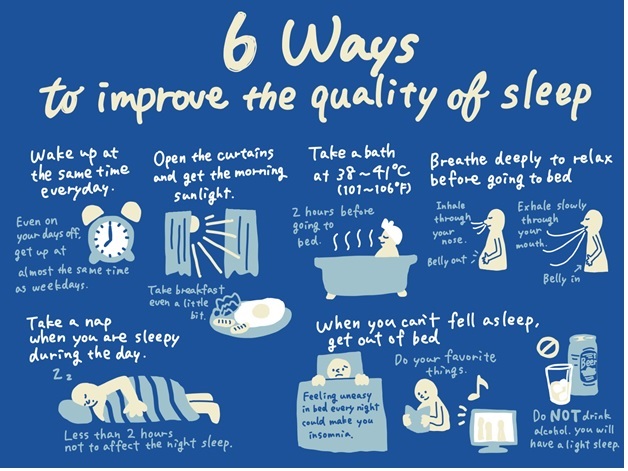 6 Ways
to improve the quality of sleep
Wake up at
the same time
everyday.
Even on
your days off,
get up at
almost the same time
as weekdays.
Open the curtains
and get the morning
sunlight.
Take breakfast
even a little
bit.
Take a bath
at 38~41°C
(101~106°F)
2 hours before
going to
bed.
Breathe deeply to relax
before going to bed
Inhale
through
your
nose.
Belly out
Exhale slowly
through
your
mouth.
Belly in
Take a nap
when you are sleepy
during the day.
Z z
Less than 2 hours
not to affect the night sleep.
When you can't fell asleep,
get out of bed
Feeling uneasy
in bed every night
could make you
insomnia.
Do your favorite
things.
Beer
Do NOT drink
alcohol. you will
have a light sleep.